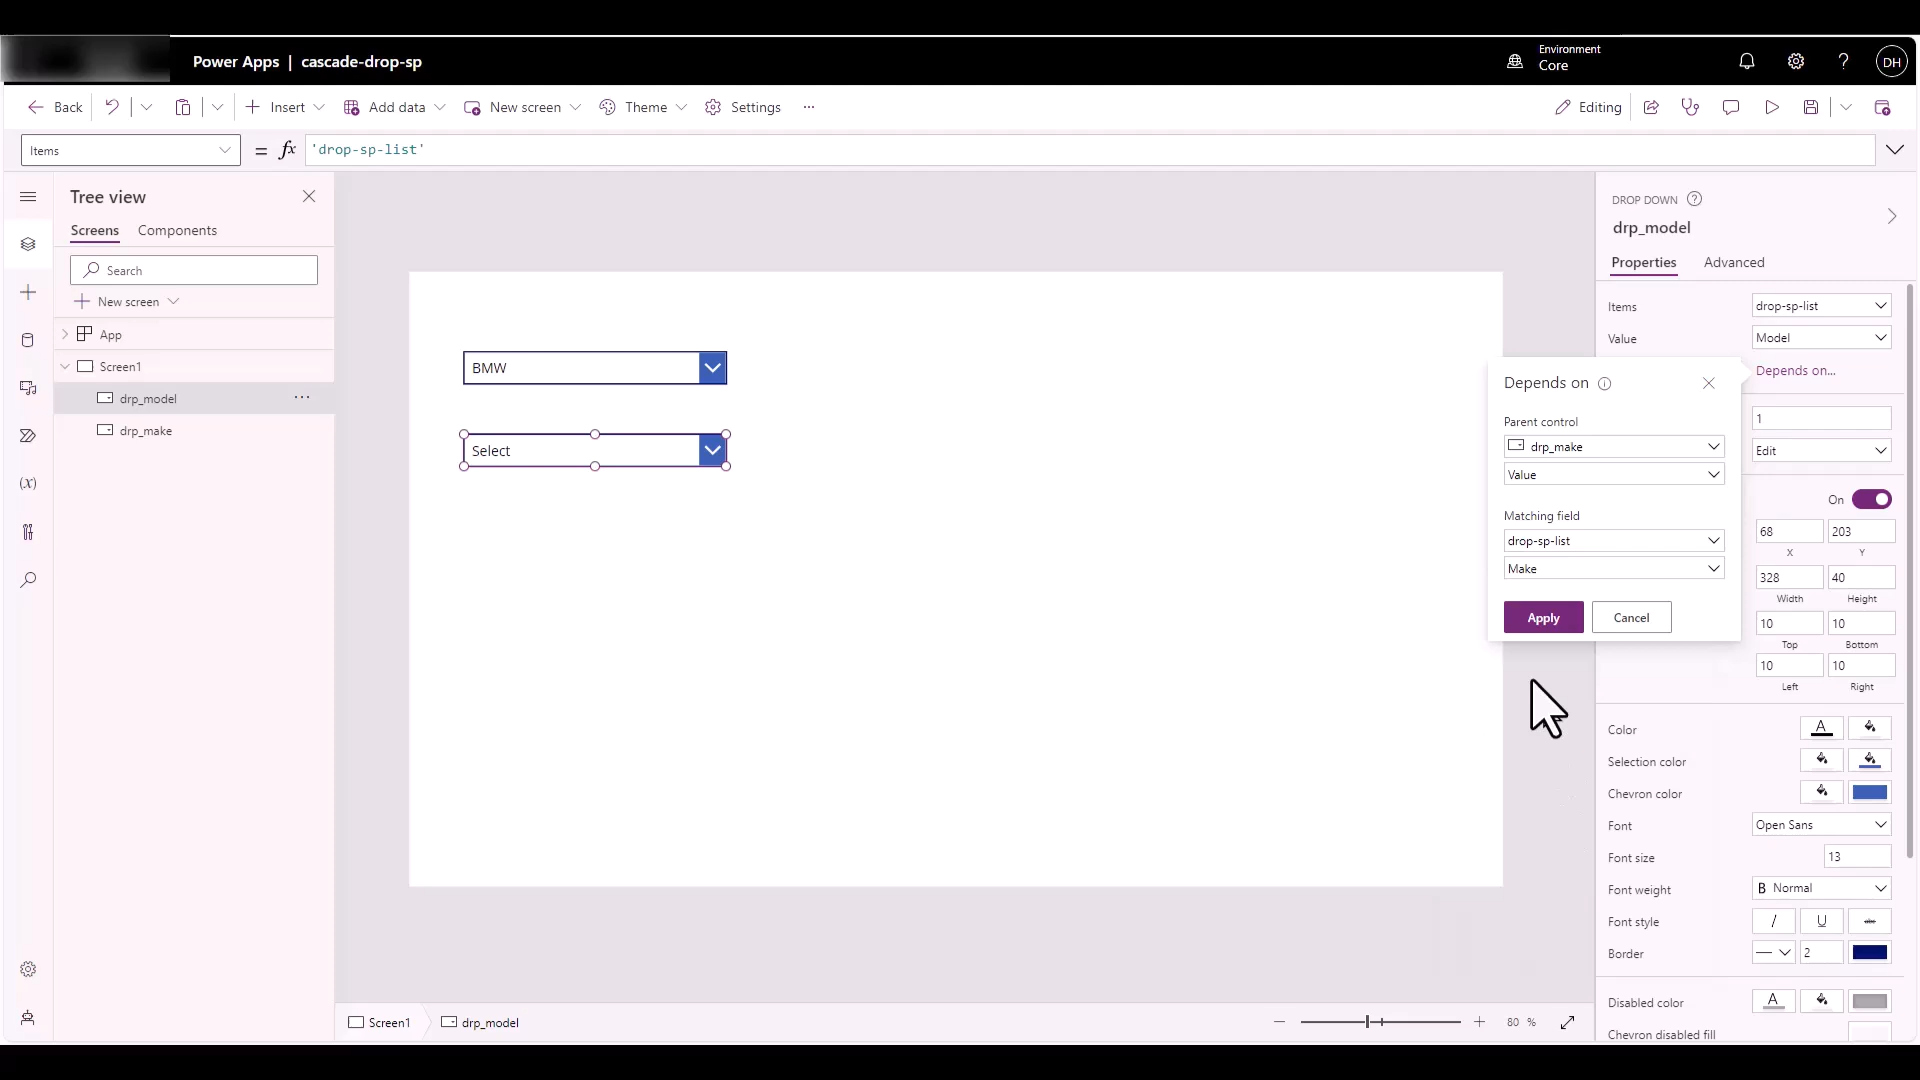 Power Apps | cascade-drop-sp
Environment
Core
DH
Back
Insert
Add data
New screen
Theme
Settings
...
Editing
Items
= fx 'drop-sp-list'
Tree view
Screens Components
Search
New screen
App
Screen1
drp_model ...
drp_make
BMW
Select
Depends on
Parent control
drp_make
Value
Matching field
drop-sp-list
Make
Apply Cancel
DROP DOWN
drp_model
Properties Advanced
Items drop-sp-list
Value Model
Depends on...
1
Edit
On
68 203
X Y
328 40
Width Height
10 10
Top Bottom
10 10
Left Right
Color
Selection color
Chevron color
Font Open Sans
Font size 13
Font weight B Normal
Font style / U abc
Border 2
Disabled color
Chevron disabled fill
Screen1 drp_model
80 %